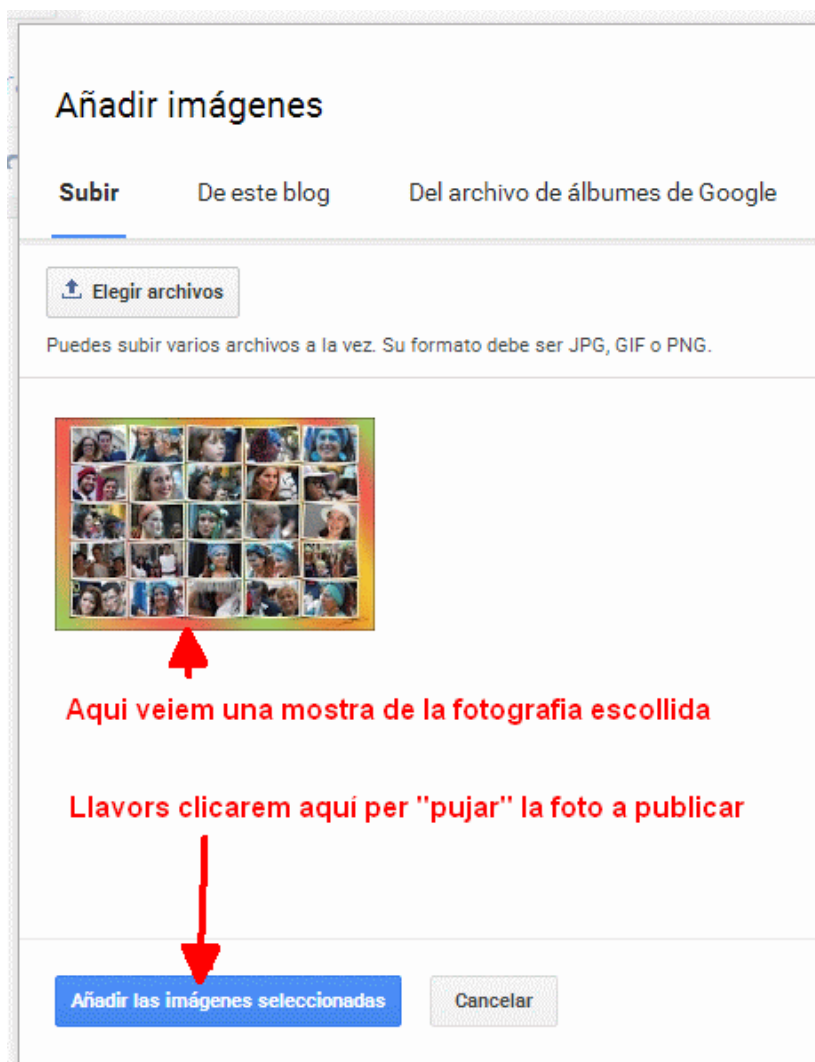 Añadir imágenes
Subir De este blog Del archivo de álbumes de Google
Elegir archivos
Puedes subir varios archivos a la vez. Su formato debe ser JPG, GIF o PNG.
Aqui veiem una mostra de la fotografia escollida
Llavors clicarem aquí per "pujar" la foto a publicar
Añadir las imágenes seleccionadas Cancelar